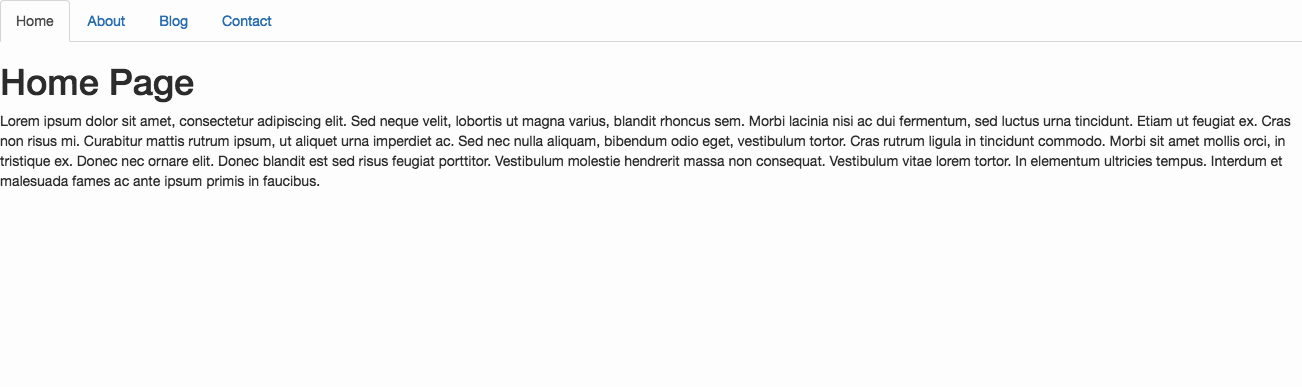 Home About Blog Contact
Home Page
Lorem ipsum dolor sit amet, consectetur adipiscing elit. Sed neque velit, lobortis ut magna varius, blandit rhoncus sem. Morbi lacinia nisi ac dui fermentum, sed luctus urna tincidunt. Etiam ut feugiat ex. Cras
non risus mi. Curabitur mattis rutrum ipsum, ut aliquet urna imperdiet ac. Sed nec nulla aliquam, bibendum odio eget, vestibulum tortor. Cras rutrum ligula in tincidunt commodo. Morbi sit amet mollis orci, in
tristique ex. Donec nec ornare elit. Donec blandit est sed risus feugiat porttitor. Vestibulum molestie hendrerit massa non consequat. Vestibulum vitae lorem tortor. In elementum ultricies tempus. Interdum et
malesuada fames ac ante ipsum primis in faucibus.